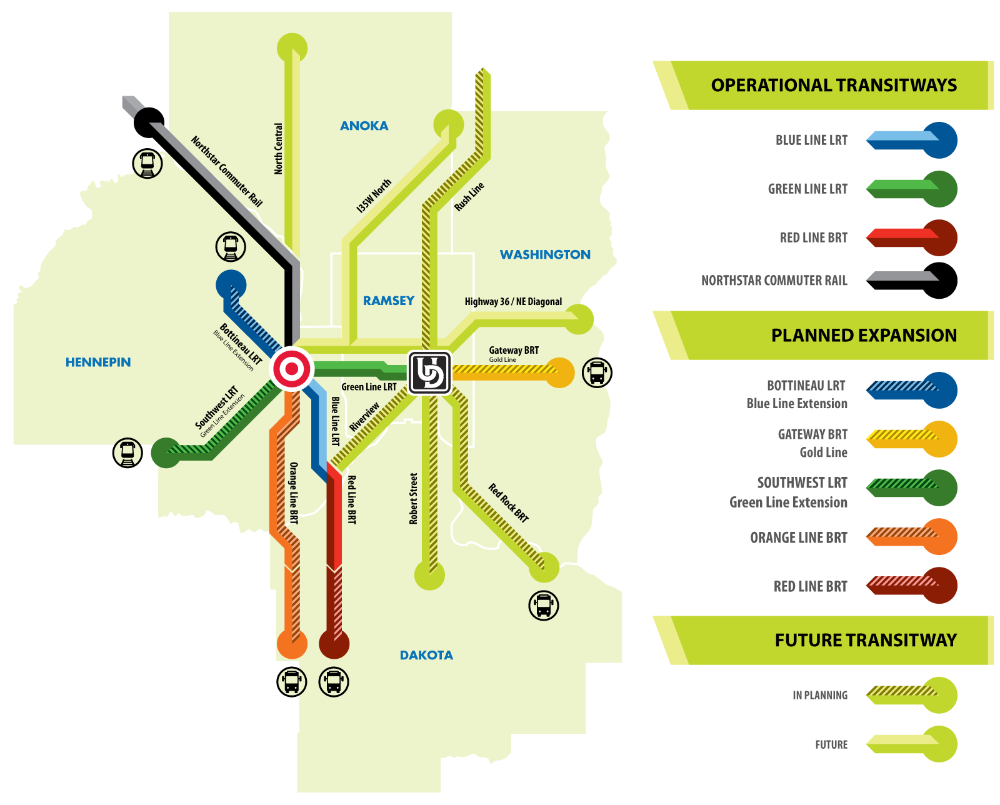 ANOKA
North Central
Northstar Commuter Rail
I35W North
Rush Line
WASHINGTON
RAMSEY
Highway 36 / NE Diagonal
Bottineau LRT
Blue Line Extension
HENNEPIN
Gateway BRT
Gold Line
UD
Green Line LRT
Southwest LRT
Green Line Extension
Blue Line LRT
Riverview
Orange Line BRT
Red Line BRT
Robert Street
Red Rock BRT
DAKOTA
OPERATIONAL TRANSITWAYS
BLUE LINE LRT
GREEN LINE LRT
RED LINE BRT
NORTHSTAR COMMUTER RAIL
PLANNED EXPANSION
BOTTINEAU LRT
Blue Line Extension
GATEWAY BRT
Gold Line
SOUTHWEST LRT
Green Line Extension
ORANGE LINE BRT
RED LINE BRT
FUTURE TRANSITWAY
IN PLANNING
FUTURE